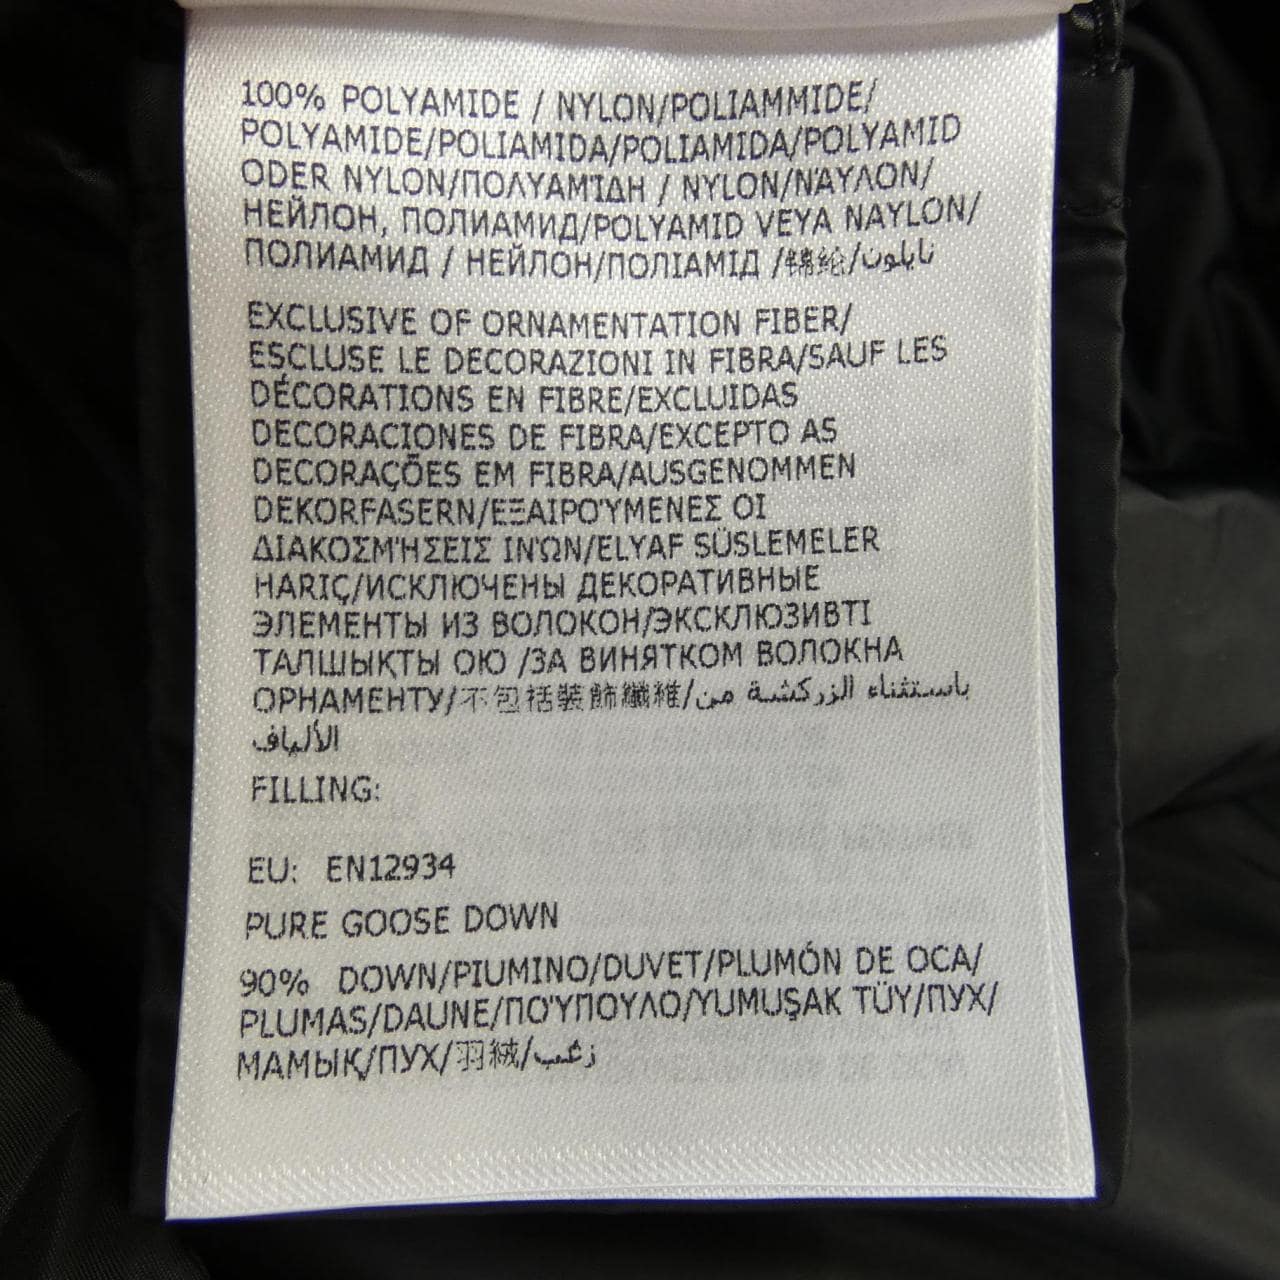 100% POLYAMIDE / NYLON/POLIAMMIDE/
POLYAMIDE/POLIAMIDA/POLIAMIDA/POLYAMID
ODER NYLON/ΠΟΛΥΑΜΊΔΗ / NYLON/ΝΆΥΛΟΝ/
НЕЙЛОН, ПОЛИАМИД/POLYAMID VEYA NAYLON/
ПОЛИАМИД / НЕЙЛОН/ПОЛІАМІД /錦綸/نايلون
EXCLUSIVE OF ORNAMENTATION FIBER/
ESCLUSE LE DECORAZIONI IN FIBRA/SAUF LES
DÉCORATIONS EN FIBRE/EXCLUIDAS
DECORACIONES DE FIBRA/EXCEPTO AS
DECORAÇÕES EM FIBRA/AUSGENOMMEN
DEKORFASERN/ΕΞΑΙΡΟΎΜΕΝΕΣ ΟΙ
ΔΙΑΚΟΣΜΉΣΕΙΣ ΙΝΏΝ/ELYAF SÜSLEMELER
HARIÇ/ИСКЛЮЧЕНЫ ДЕКОРАТИВНЫЕ
ЭЛЕМЕНТЫ ИЗ ВОЛОКОН/ЭКСКЛЮЗИВТІ
ТАЛШЫҚТЫ ОЮ /ЗА ВИНЯТКОМ ВОЛОКНА
ОРНАМЕНТУ/不包括裝飾纖維/باستثناء الزركشة من
الألياف
FILLING:
EU: EN12934
PURE GOOSE DOWN
90% DOWN/PIUMINO/DUVET/PLUMÓN DE OCA/
PLUMAS/DAUNE/ΠΟΎΠΟΥΛΟ/YUMUŞAK TÜY/ПУХ/
МАМЫҚ/ПУХ/羽絨/زغب